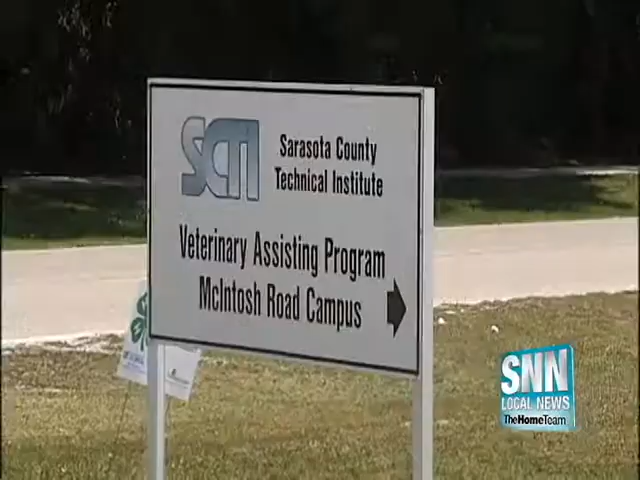 SCTI
Sarasota County
Technical Institute
Veterinary Assisting Program
McIntosh Road Campus
SNN
LOCAL NEWS
TheHomeTeam